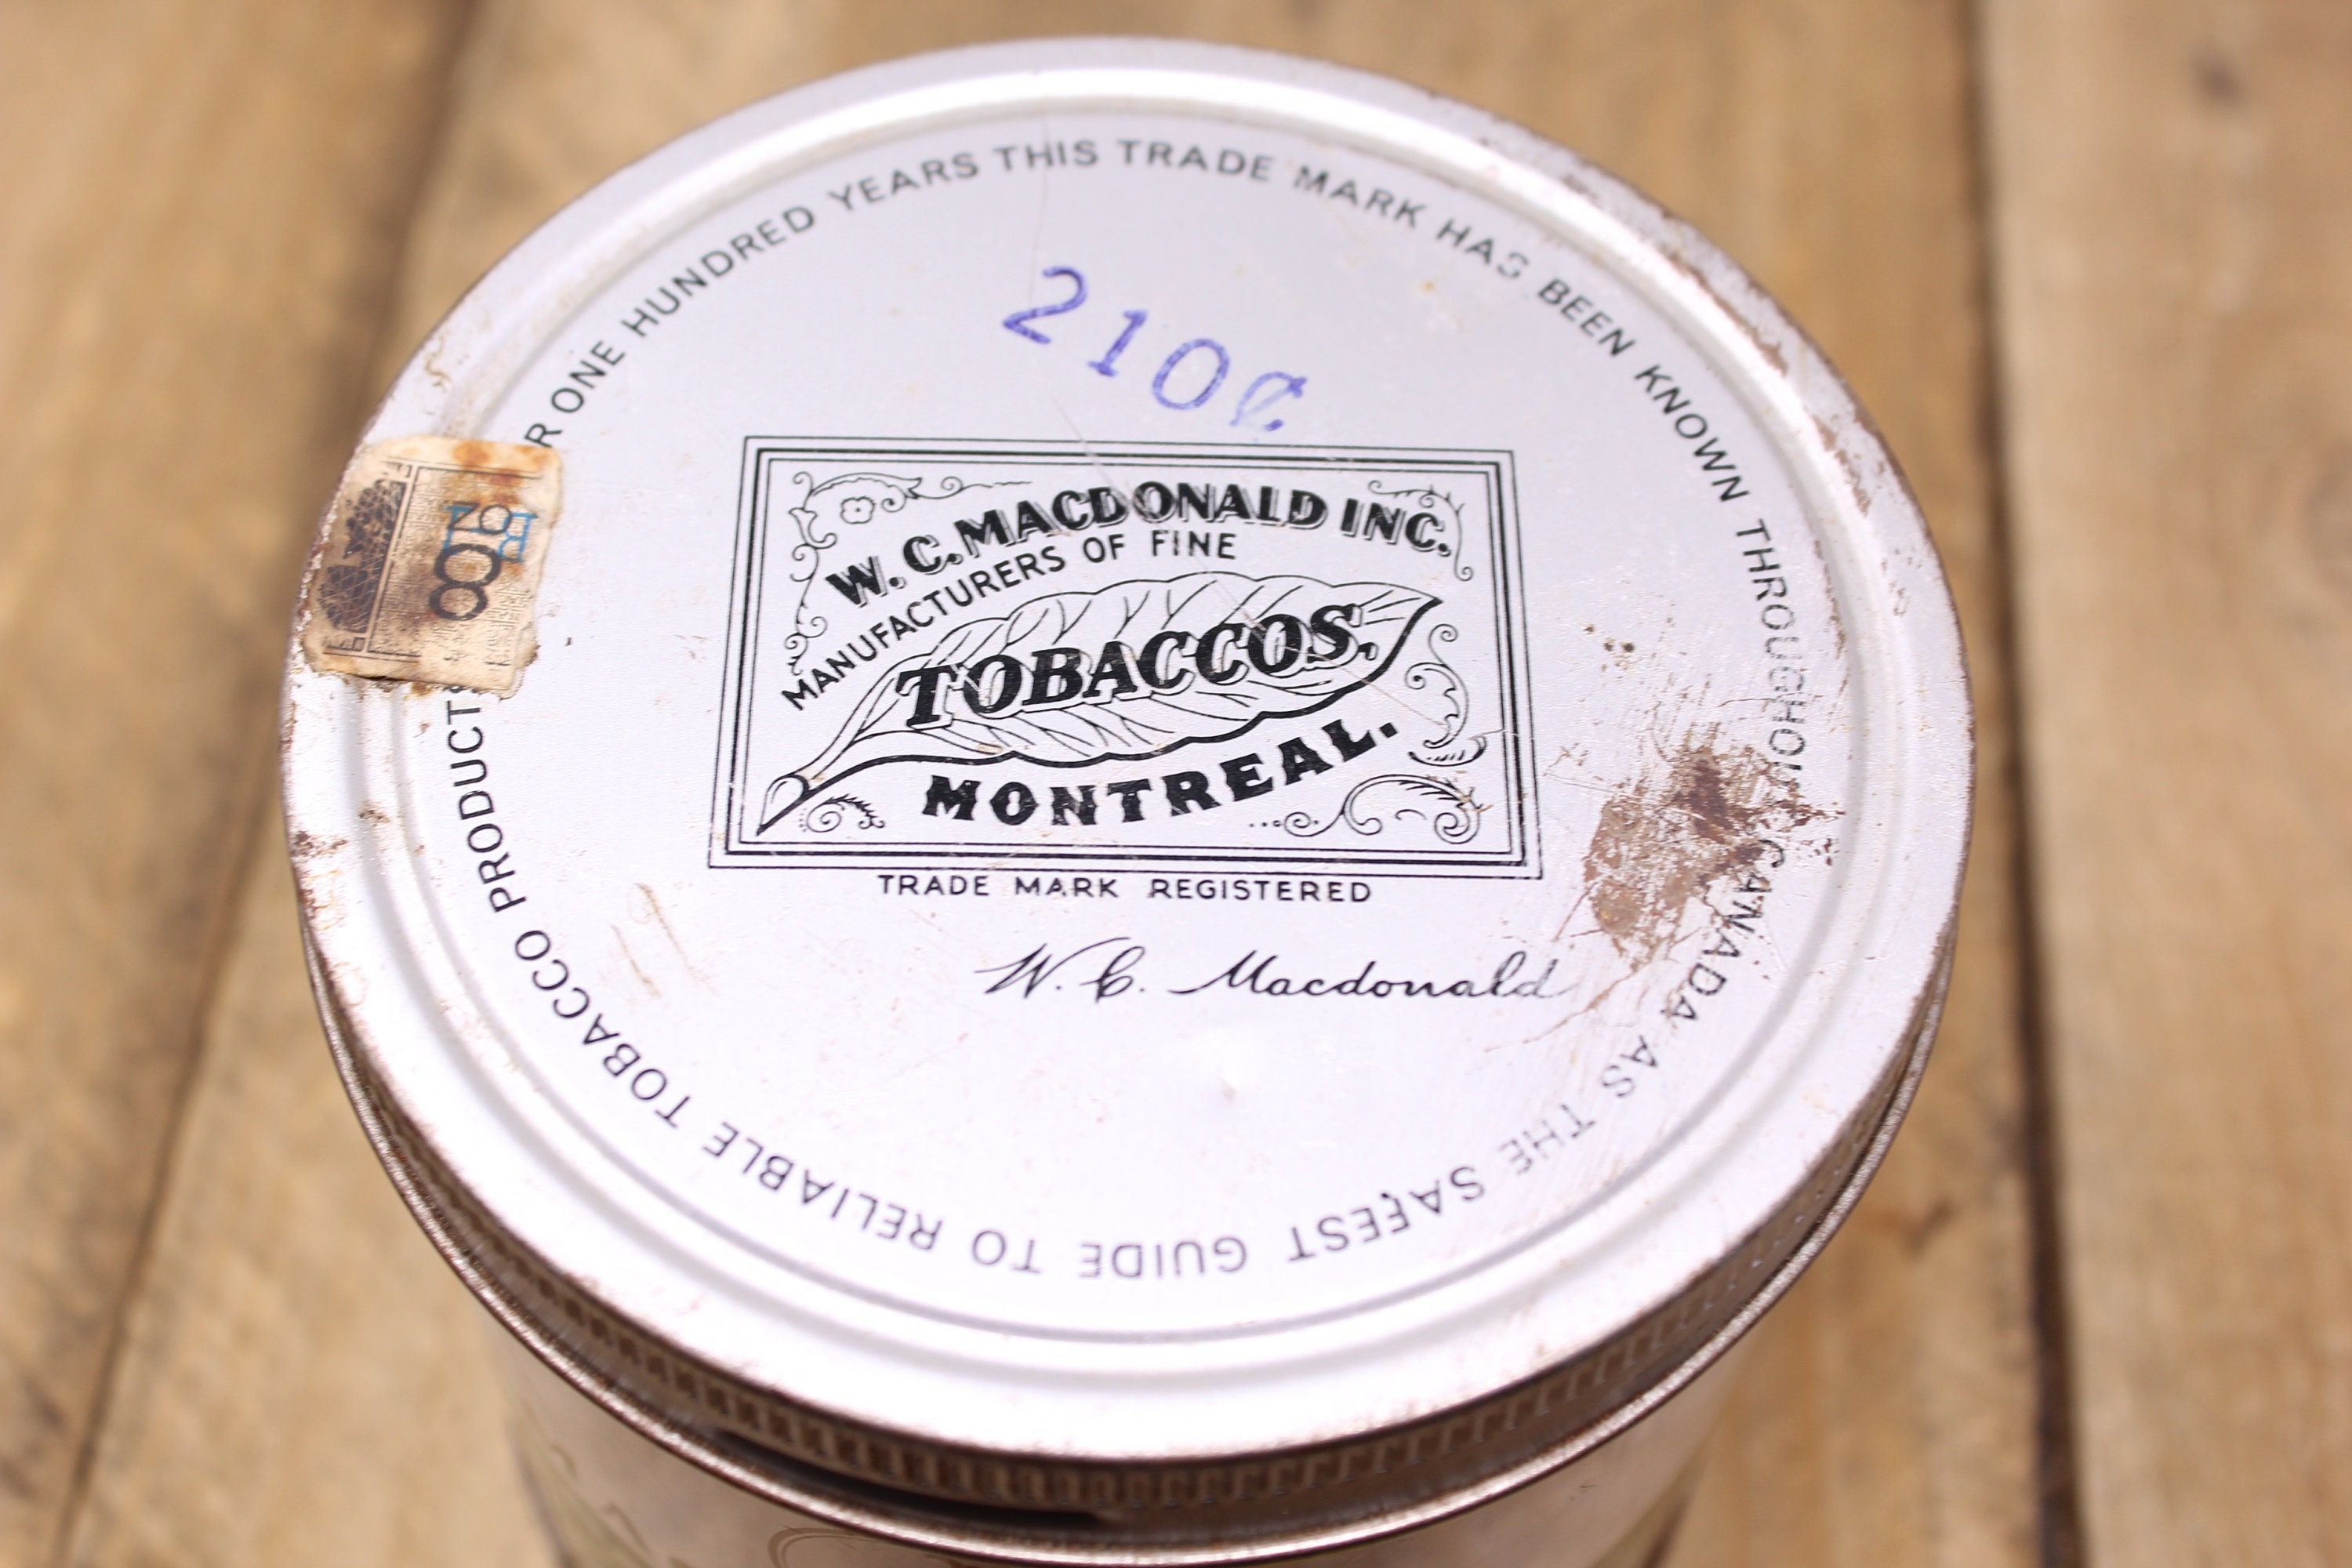 R ONE HUNDRED YEARS THIS TRADE MARK HAS BEEN KNOWN THROUGHOUT CANADA AS THE SAFEST GUIDE TO RELIABLE TOBACCO PRODUCTS
210¢
W. C. MACDONALD INC.
MANUFACTURERS OF FINE
TOBACCOS.
MONTREAL.
TRADE MARK REGISTERED
W. C. Macdonald